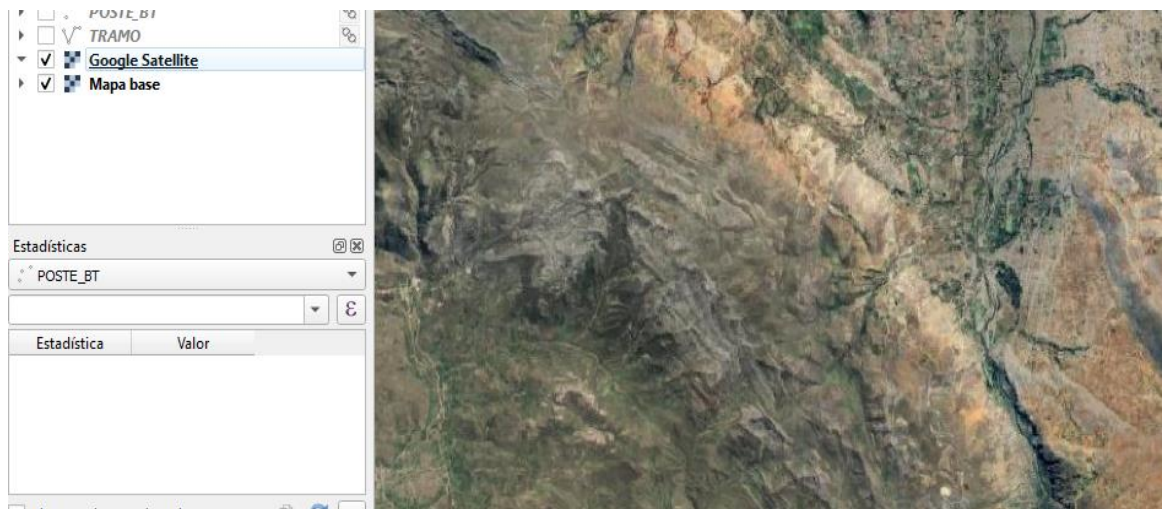 POSTE_BT
TRAMO
Google Satellite
Mapa base
Estadísticas
POSTE_BT
ε
Estadística Valor